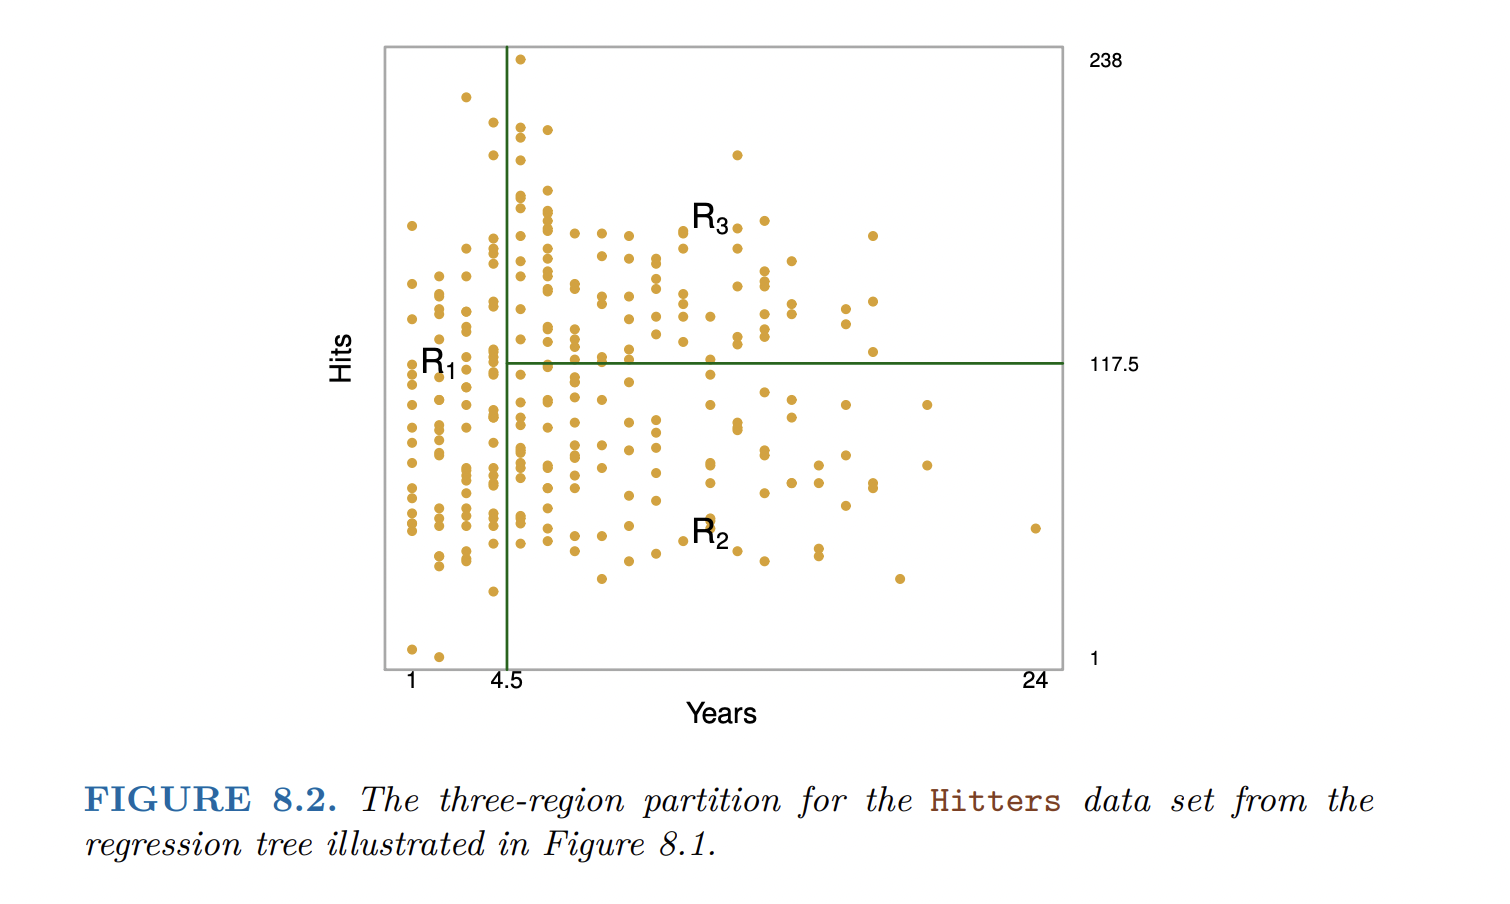 238
R3
Hits
R1
117.5
R2
1
1 4.5 24
Years
FIGURE 8.2. The three-region partition for the Hitters data set from the
regression tree illustrated in Figure 8.1.